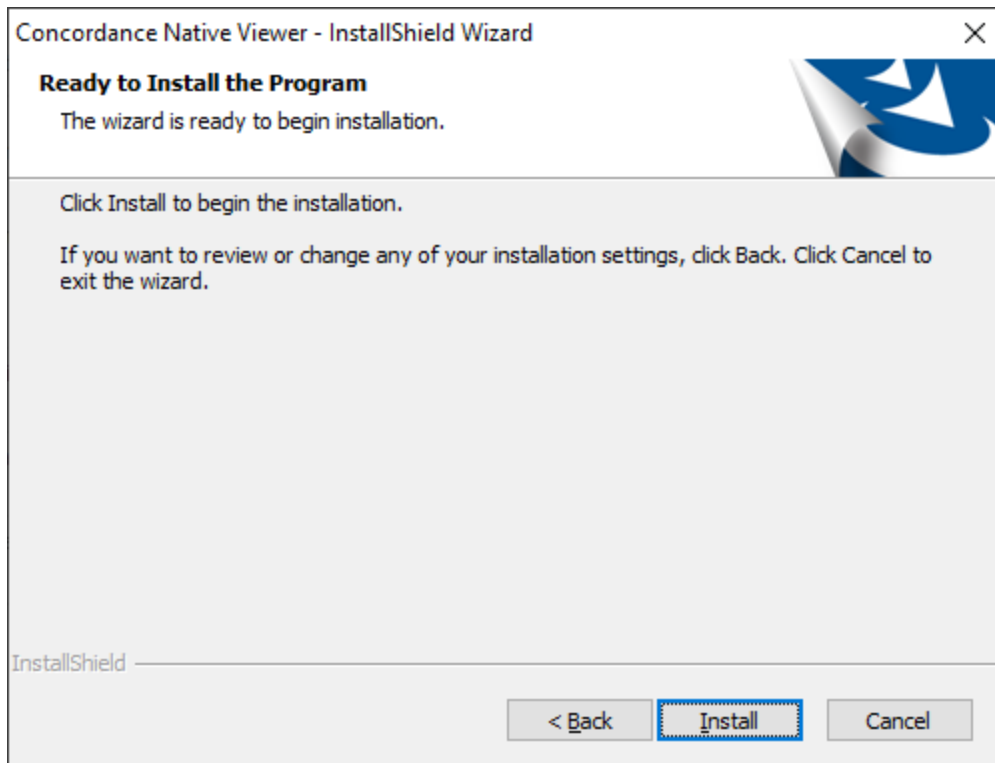 Concordance Native Viewer - InstallShield Wizard
Ready to Install the Program
The wizard is ready to begin installation.
Click Install to begin the installation.
If you want to review or change any of your installation settings, click Back. Click Cancel to
exit the wizard.
InstallShield
< Back
Install
Cancel